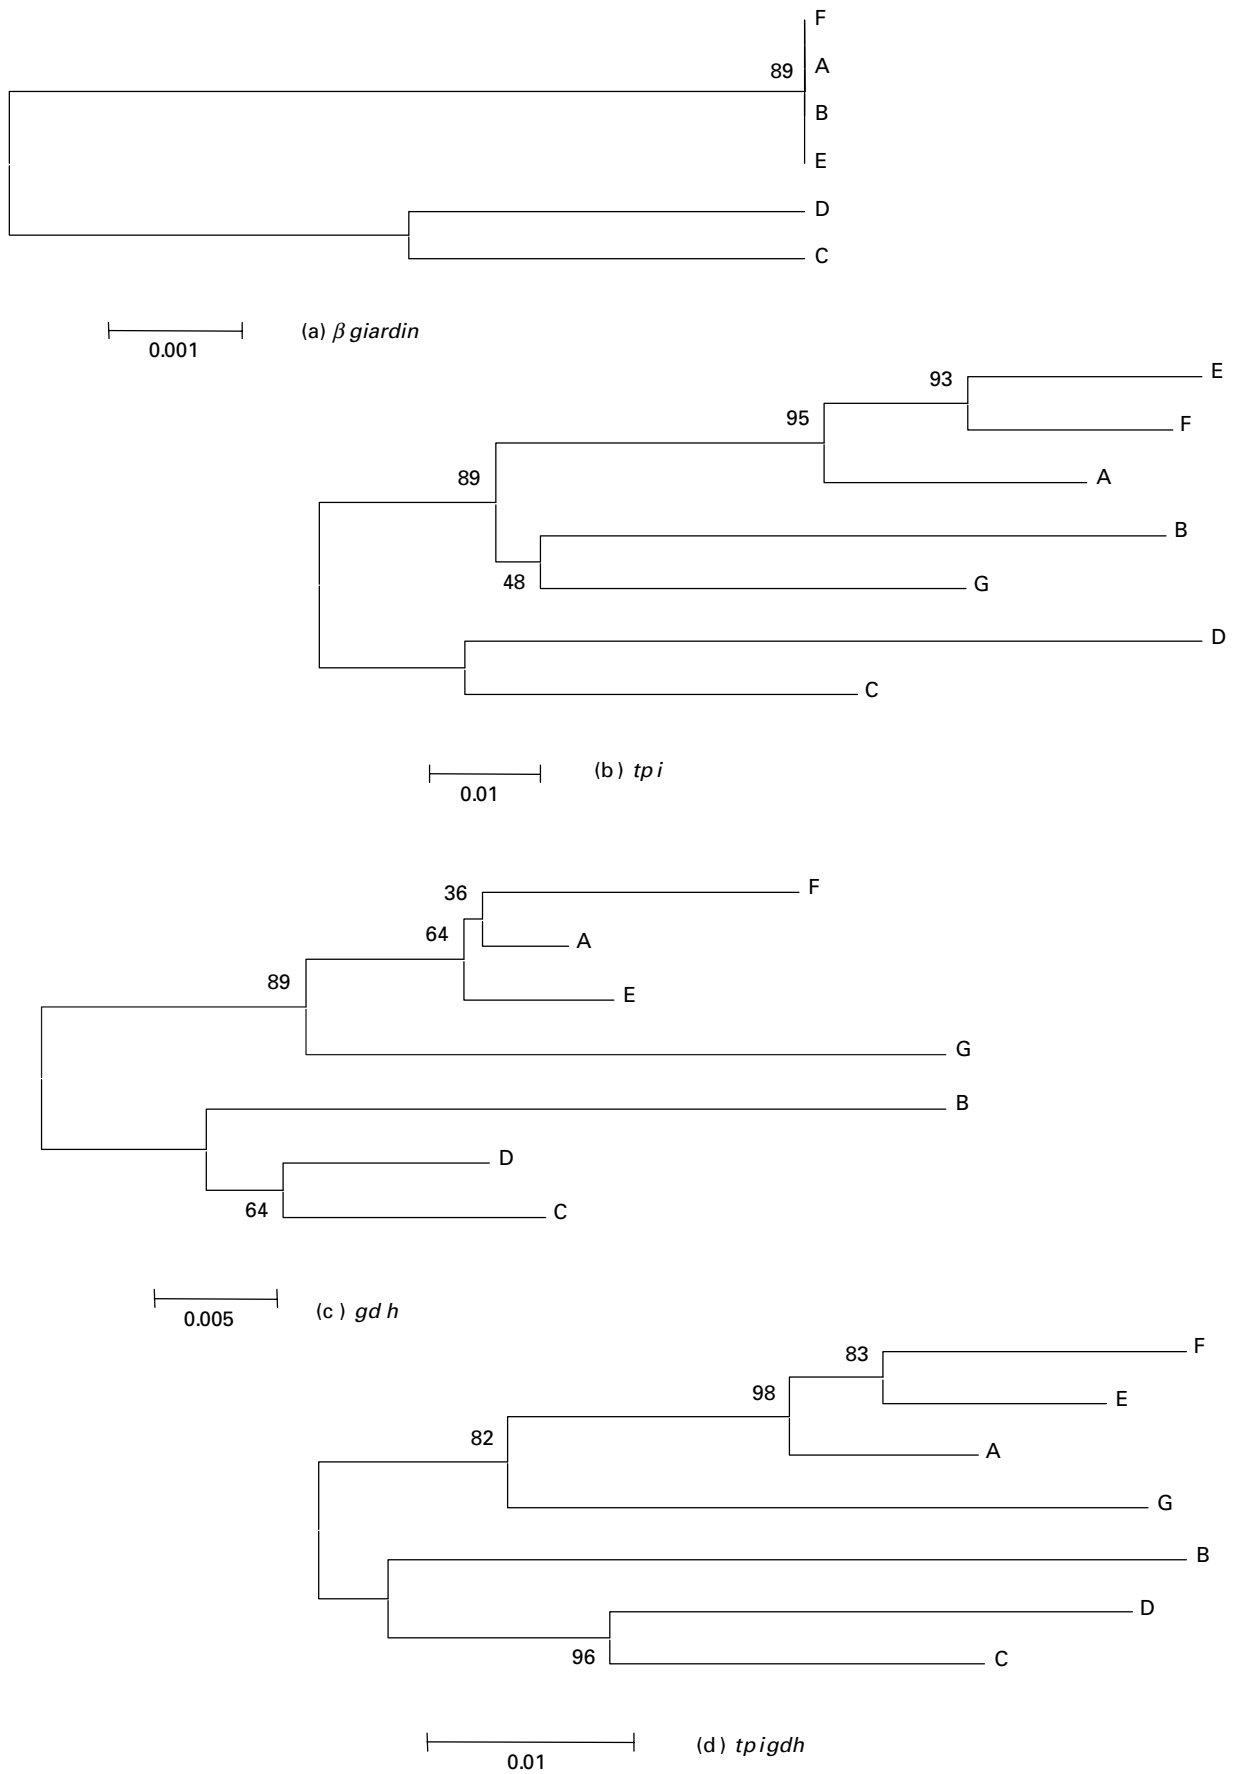 F
89 A
B
E
D
C
0.001
(a) β giardin
E
93
F
95
A
89
B
48 G
D
C
0.01
(b) tpi
F
36
A
64
E
89
G
B
D
C
64
0.005
(c) gdh
F
83
E
98
A
82
G
B
D
C
96
0.01
(d) tpigdh